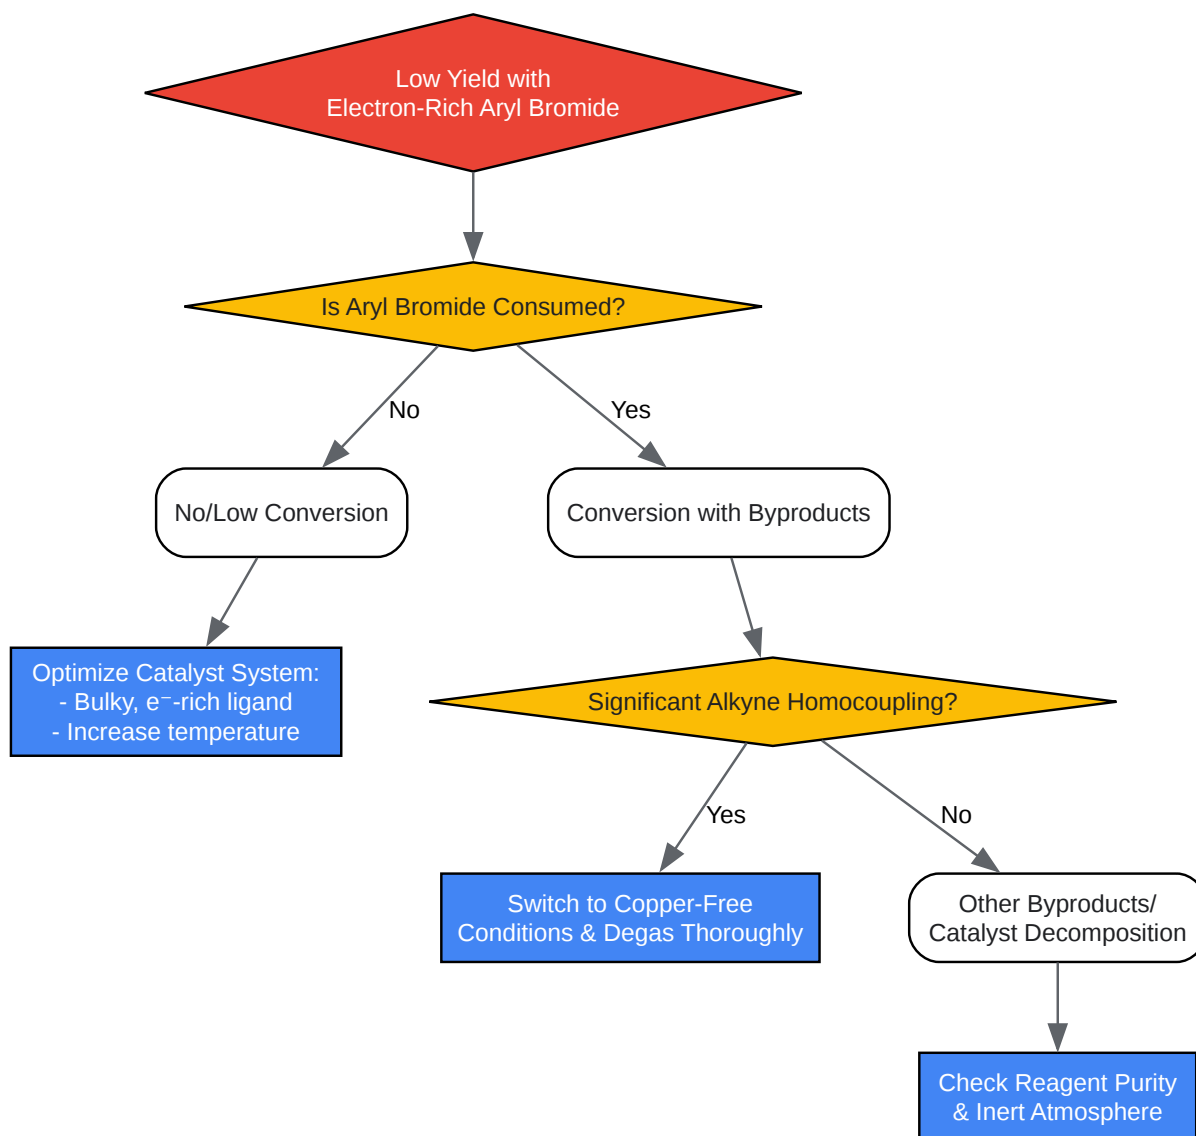 Low Yield with
Electron-Rich Aryl Bromide
Is Aryl Bromide Consumed?
No
Yes
No/Low Conversion
Conversion with Byproducts
Optimize Catalyst System:
- Bulky, e⁻-rich ligand
- Increase temperature
Significant Alkyne Homocoupling?
Yes
No
Switch to Copper-Free
Conditions & Degas Thoroughly
Other Byproducts/
Catalyst Decomposition
Check Reagent Purity
& Inert Atmosphere